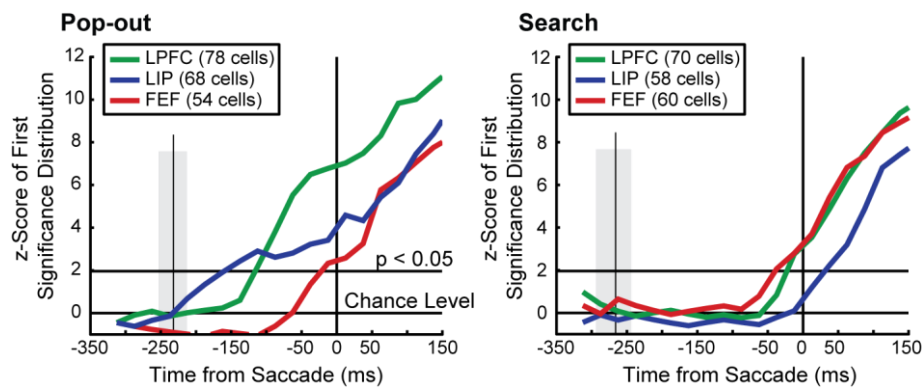 Pop-out
LPFC (78 cells)
LIP (68 cells)
FEF (54 cells)
z-Score of First
Significance Distribution
12
10
8
6
4
2
0
p < 0.05
Chance Level
-350
-250
-150
-50
0
50
150
Time from Saccade (ms)
Search
LPFC (70 cells)
LIP (58 cells)
FEF (60 cells)
z-Score of First
Significance Distribution
12
10
8
6
4
2
0
-350
-250
-150
-50
0
50
150
Time from Saccade (ms)